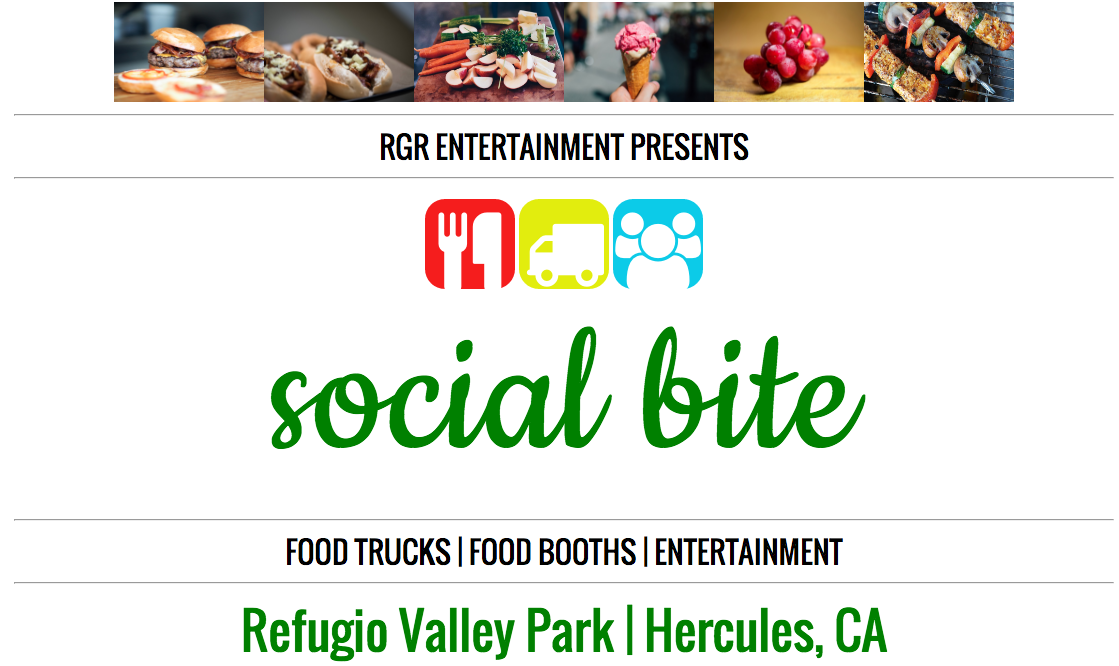 RGR ENTERTAINMENT PRESENTS
social bite
FOOD TRUCKS | FOOD BOOTHS | ENTERTAINMENT
Refugio Valley Park | Hercules, CA